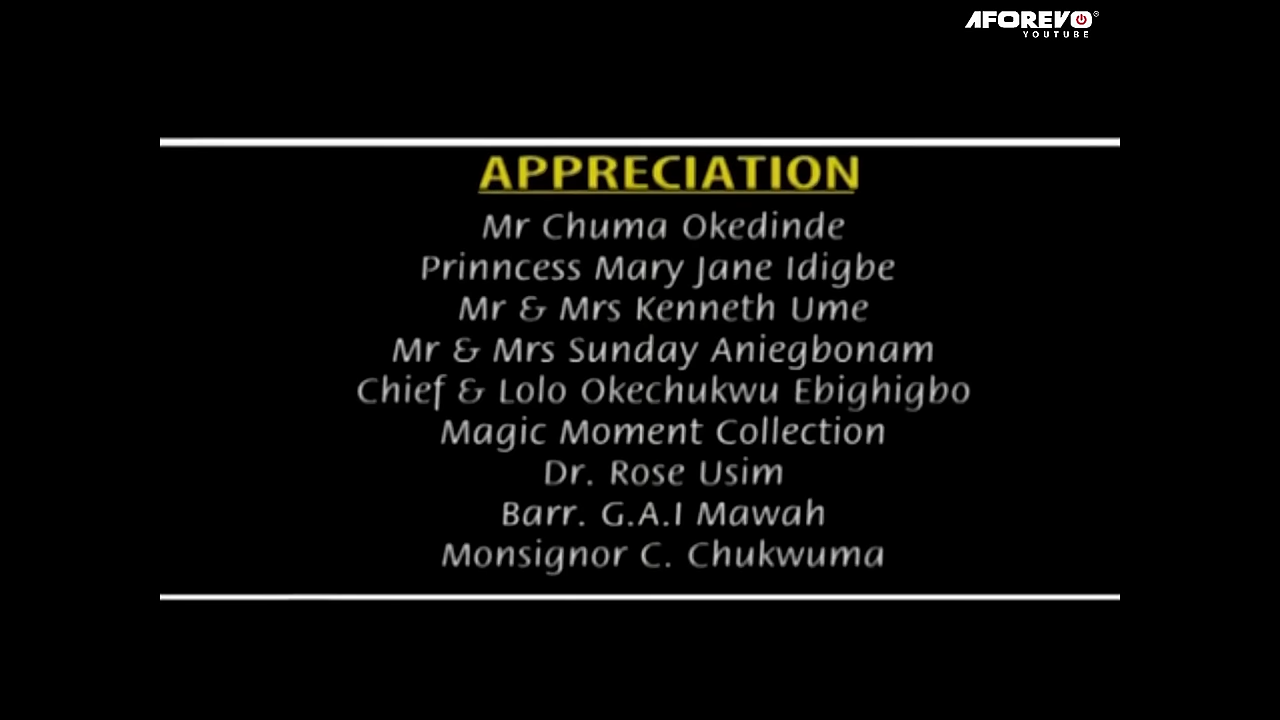 AFOREVO®
YOUTUBE
APPRECIATION
Mr Chuma Okedinde
Prinncess Mary Jane Idigbe
Mr & Mrs Kenneth Ume
Mr & Mrs Sunday Aniegbonam
Chief & Lolo Okechukwu Ebighigbo
Magic Moment Collection
Dr. Rose Usim
Barr. G.A.I Mawah
Monsignor C. Chukwuma